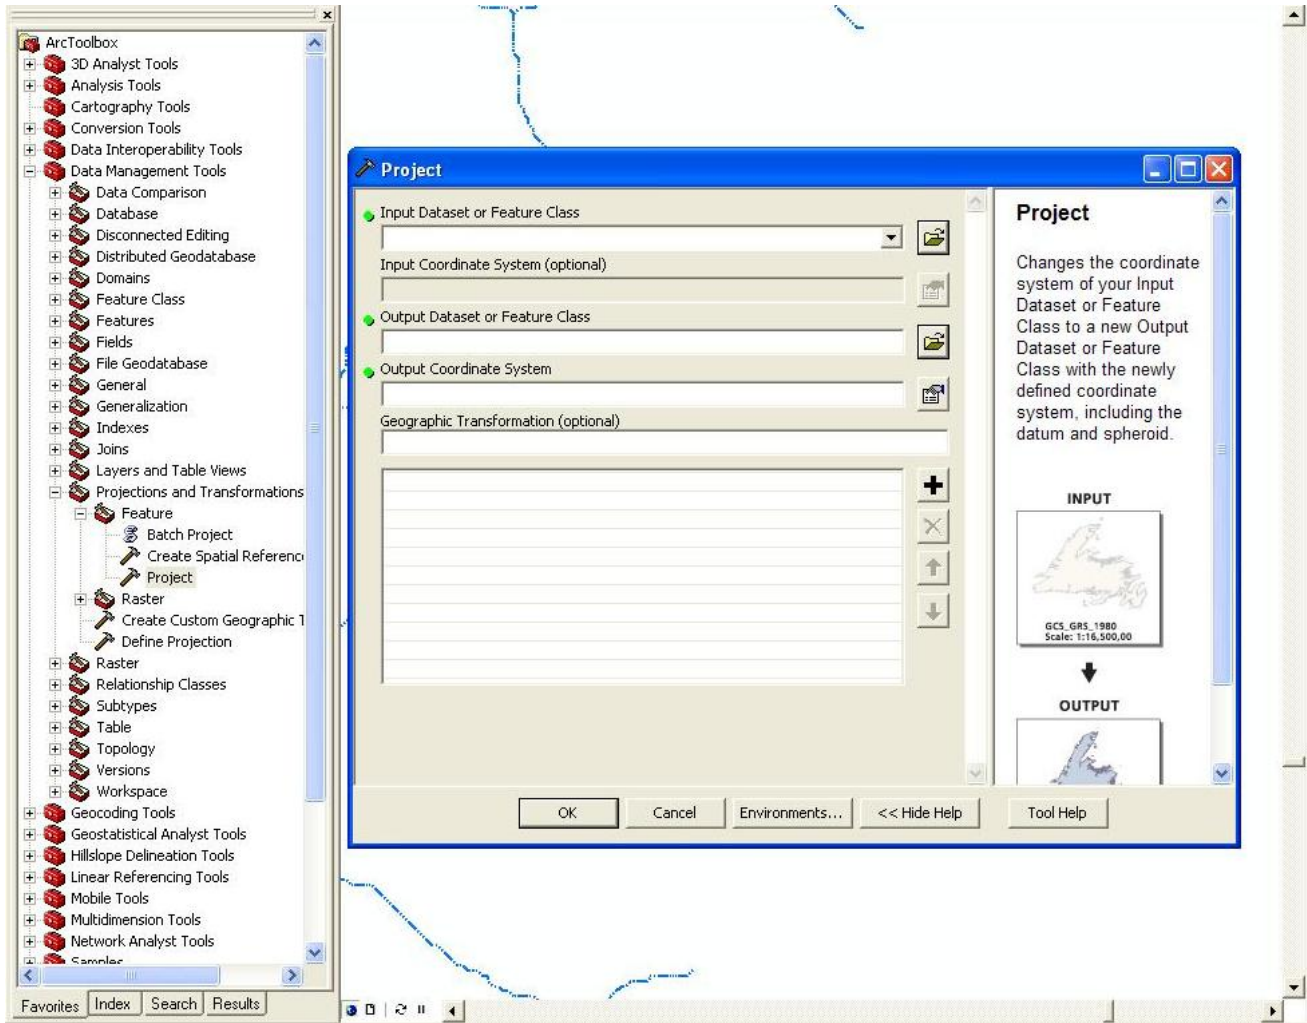 ArcToolbox
3D Analyst Tools
Analysis Tools
Cartography Tools
Conversion Tools
Data Interoperability Tools
Data Management Tools
Data Comparison
Database
Disconnected Editing
Distributed Geodatabase
Domains
Feature Class
Features
Fields
File Geodatabase
General
Generalization
Indexes
Joins
Layers and Table Views
Projections and Transformations
Feature
Batch Project
Create Spatial Referenc
Project
Raster
Create Custom Geographic T
Define Projection
Raster
Relationship Classes
Subtypes
Table
Topology
Versions
Workspace
Geocoding Tools
Geostatistical Analyst Tools
Hillslope Delineation Tools
Linear Referencing Tools
Mobile Tools
Multidimension Tools
Network Analyst Tools
Samples
Favorites Index Search Results
Project
Input Dataset or Feature Class
Input Coordinate System (optional)
Output Dataset or Feature Class
Output Coordinate System
Geographic Transformation (optional)
OK Cancel Environments... << Hide Help Tool Help
Project
Changes the coordinate
system of your Input
Dataset or Feature
Class to a new Output
Dataset or Feature
Class with the newly
defined coordinate
system, including the
datum and spheroid.
INPUT
GCS_GRS_1980
Scale: 1:16,500,00
OUTPUT